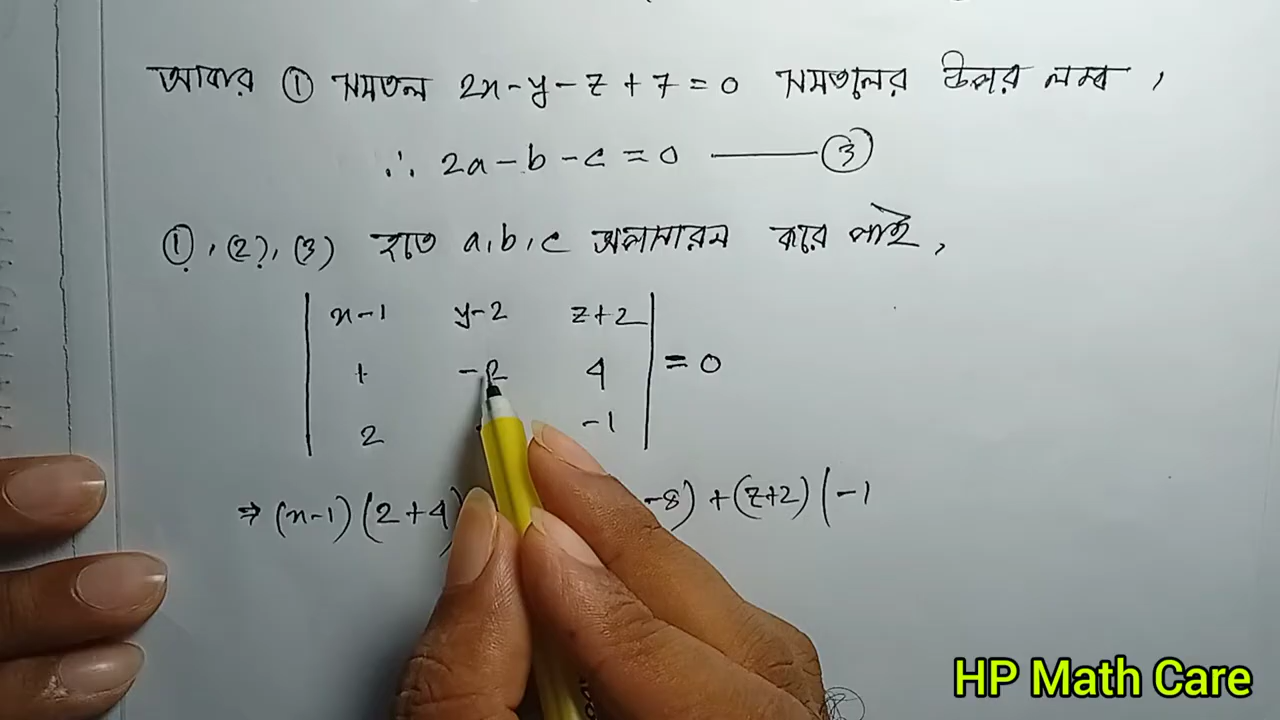 আবার ① সমতল 2x - y - z + 7 = 0 সমতলের উপর লম্ব,
∴ 2a - b - c = 0 —— ③
①, (2), (3) হতে a, b, c অপসারন করে পাই,
x-1 y-2 z+2
1 -2 4 = 0
2 -1
⇒ (x-1)(2+4) -8) + (z+2)(-1
HP Math Care